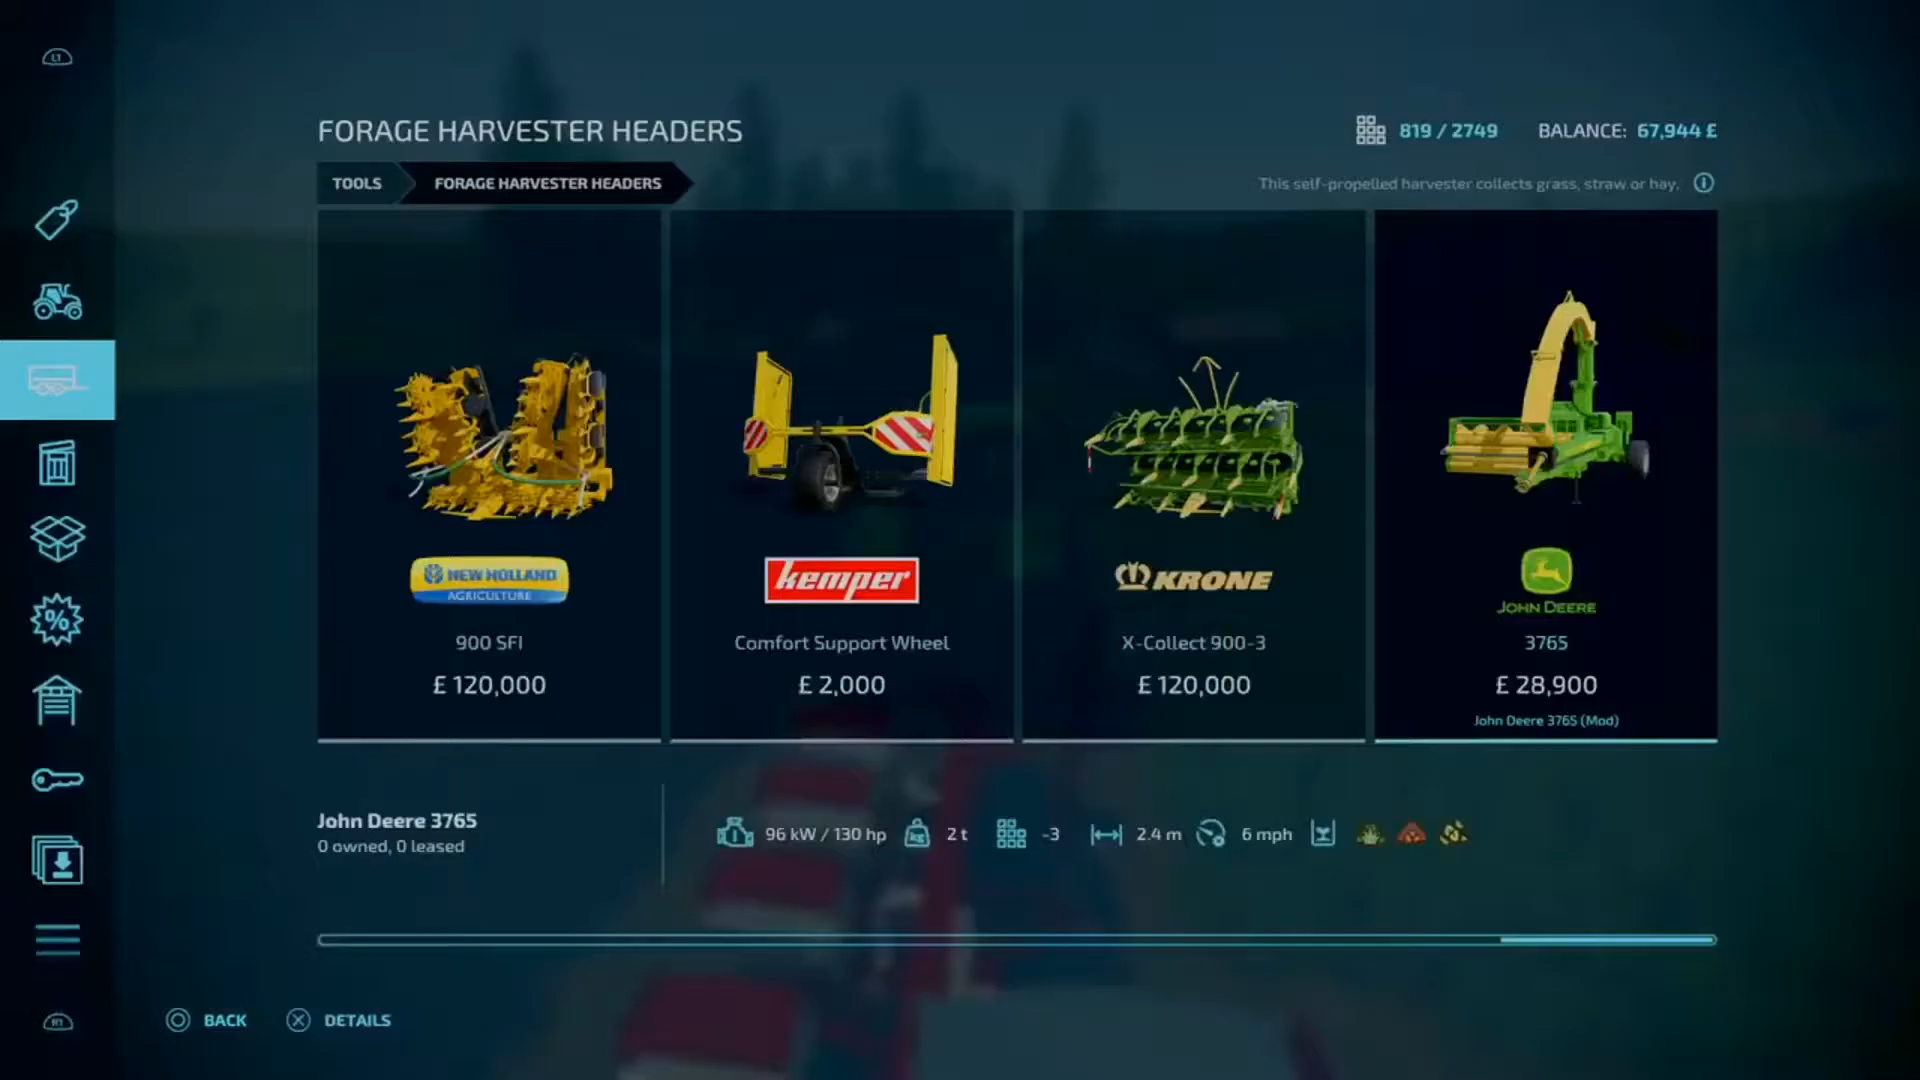 L1
FORAGE HARVESTER HEADERS
819 / 2749
BALANCE: 67,944 £
TOOLS
FORAGE HARVESTER HEADERS
This self-propelled harvester collects grass, straw or hay.
NEW HOLLAND
AGRICULTURE
900 SFI
£ 120,000
kemper
Comfort Support Wheel
£ 2,000
KRONE
X-Collect 900-3
£ 120,000
JOHN DEERE
3765
£ 28,900
John Deere 3765 (Mod)
John Deere 3765
0 owned, 0 leased
96 kW / 130 hp
kg
2 t
-3
2.4 m
6 mph
%
R1
BACK
DETAILS